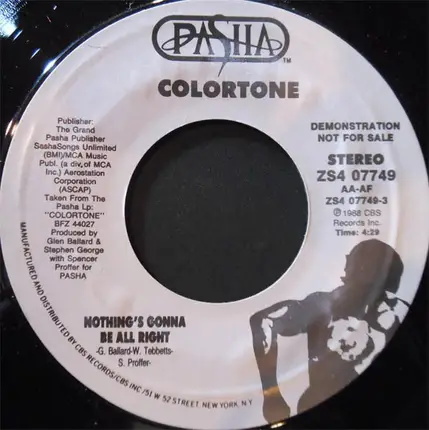 PASHA
TM
COLORTONE
Publisher:
The Grand
Pasha Publisher
SashaSongs Unlimited
(BMI)/MCA Music
Publ. (a div. of MCA
Inc.) Aerostation
Corporation
(ASCAP)
Taken From The
Pasha Lp:
"COLORTONE"
BFZ 44027
Produced by
Glen Ballard &
Stephen George
with Spencer
Proffer for
PASHA
DEMONSTRATION
NOT FOR SALE
STEREO
ZS4 07749
AA-AF
ZS4 07749-3
℗ 1988 CBS
Records Inc.
Time: 4:29
NOTHING'S GONNA
BE ALL RIGHT
-G. Ballard-W. Tebbetts-
S. Proffer-
MANUFACTURED AND DISTRIBUTED BY CBS RECORDS/CBS INC./51 W 52 STREET, NEW YORK, N.Y.